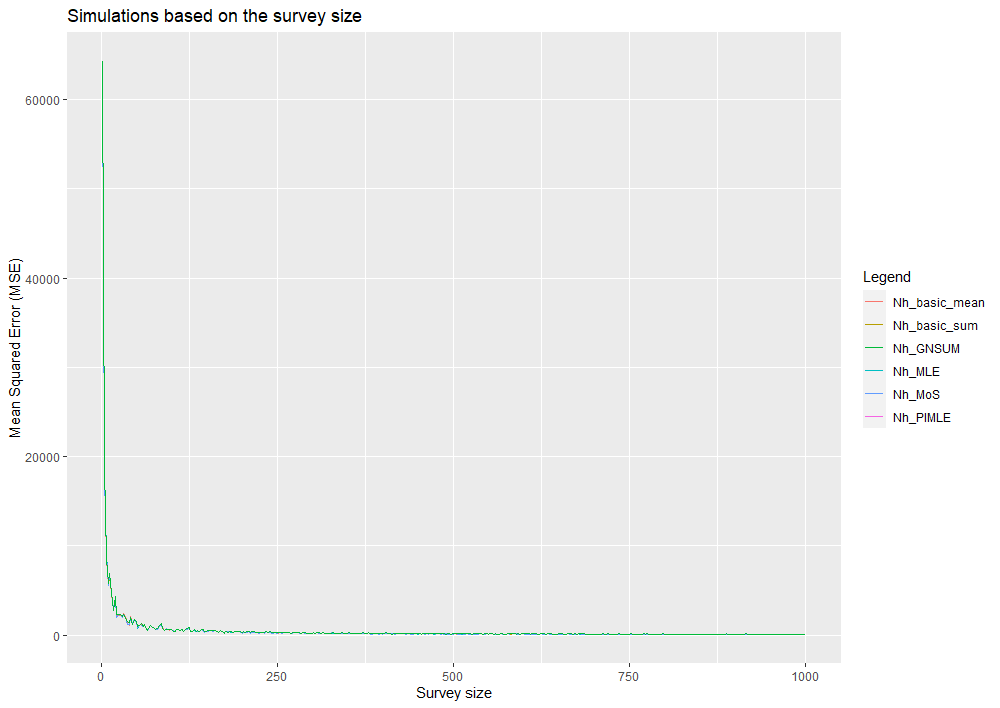 Simulations based on the survey size
Mean Squared Error (MSE)
60000
40000
20000
0
0 250 500 750 1000
Survey size
Legend
Nh_basic_mean
Nh_basic_sum
Nh_GNSUM
Nh_MLE
Nh_MoS
Nh_PIMLE